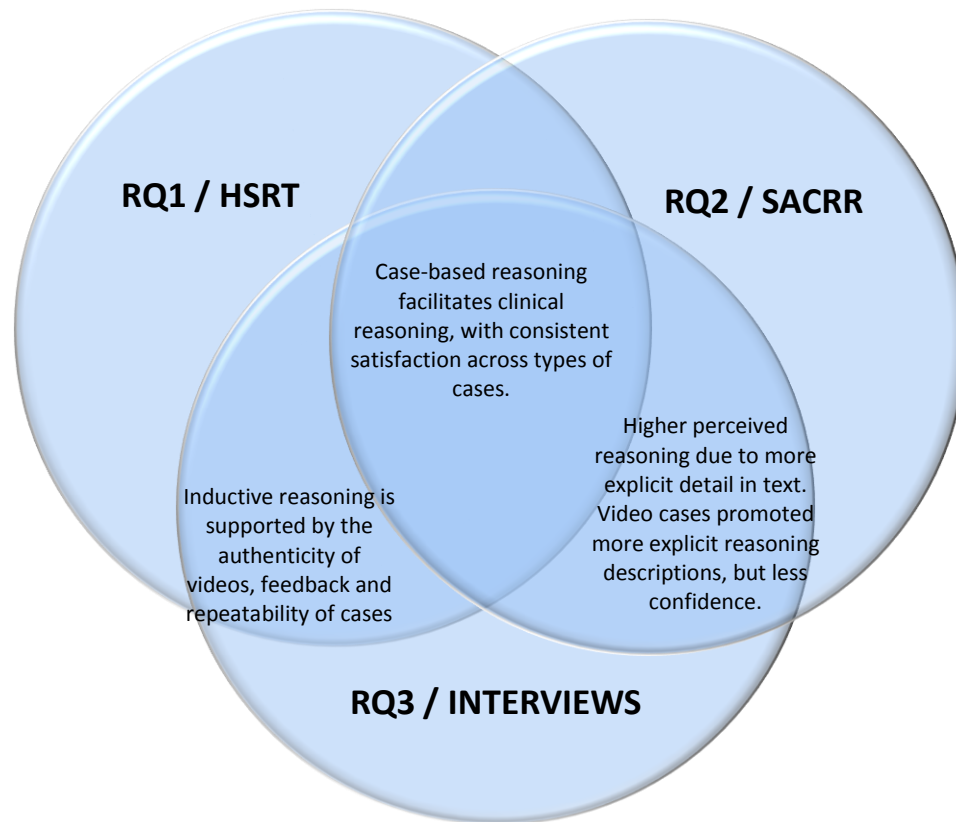 RQ1 / HSRT
RQ2 / SACRR
Case-based reasoning
facilitates clinical
reasoning, with consistent
satisfaction across types of
cases.
Higher perceived
reasoning due to more
explicit detail in text.
Video cases promoted
more explicit reasoning
descriptions, but less
confidence.
Inductive reasoning is
supported by the
authenticity of
videos, feedback and
repeatability of cases
RQ3 / INTERVIEWS